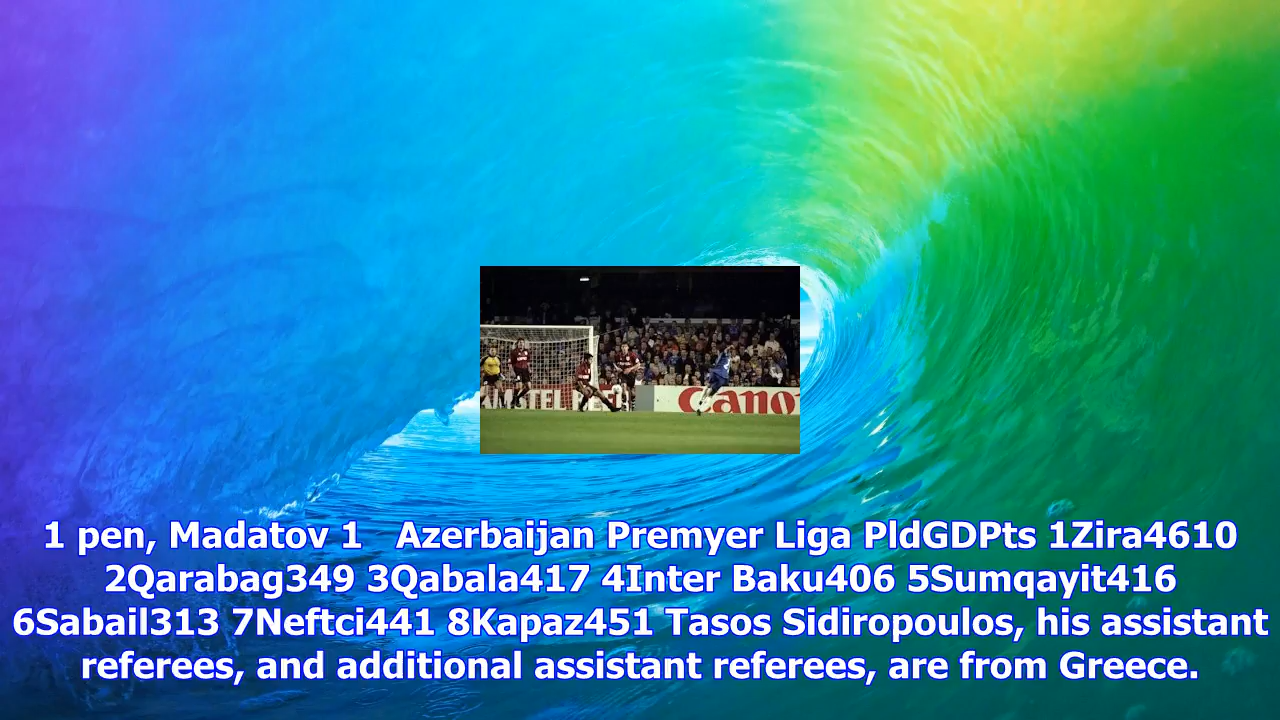 Cano
1 pen, Madatov 1 Azerbaijan Premyer Liga PldGDPts 1Zira4610
2Qarabag349 3Qabala417 4Inter Baku406 5Sumqayit416
6Sabail313 7Neftci441 8Kapaz451 Tasos Sidiropoulos, his assistant
referees, and additional assistant referees, are from Greece.